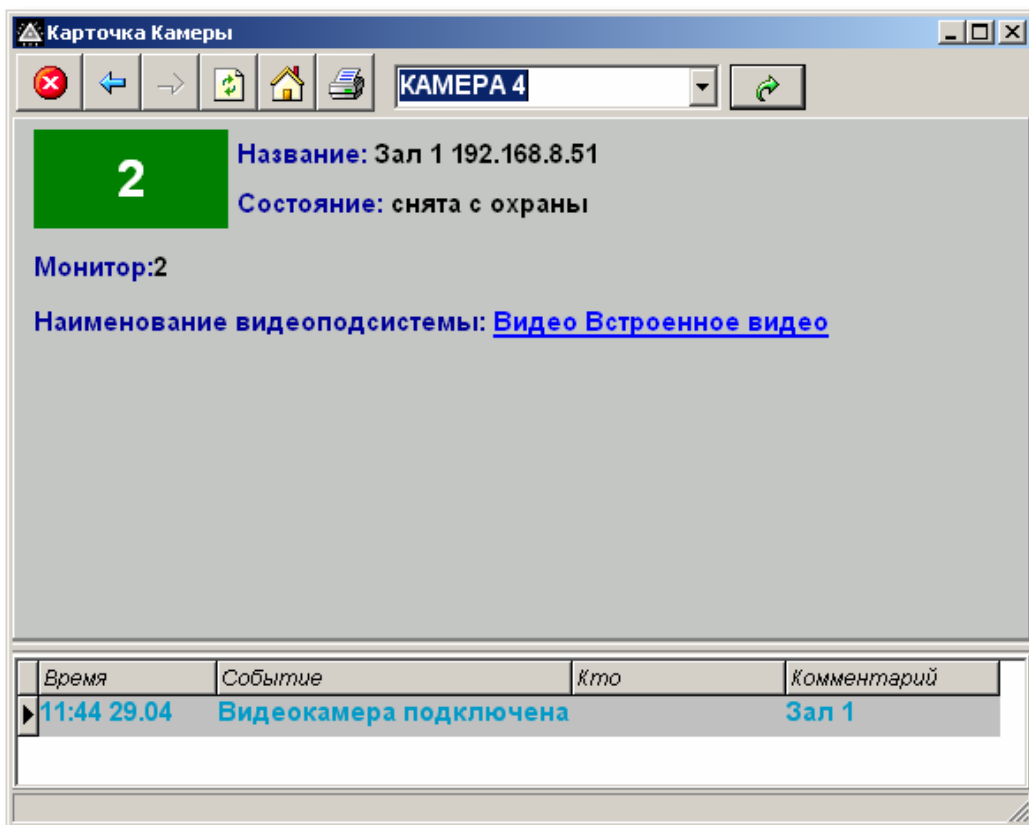 Карточка Камеры
КАМЕРА 4
2
Название: Зал 1 192.168.8.51
Состояние: снята с охраны
Монитор:2
Наименование видеоподсистемы: Видео Встроенное видео
Время Событие Кто Комментарий
11:44 29.04 Видеокамера подключена Зал 1